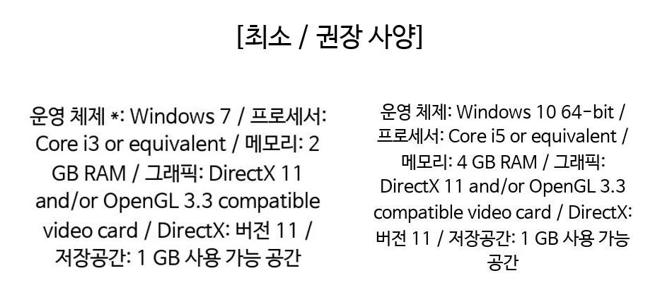 [최소 / 권장 사양]
운영 체제 *: Windows 7 / 프로세서:
Core i3 or equivalent / 메모리: 2
GB RAM / 그래픽: DirectX 11
and/or OpenGL 3.3 compatible
video card / DirectX: 버전 11 /
저장공간: 1 GB 사용 가능 공간
운영 체제: Windows 10 64-bit /
프로세서: Core i5 or equivalent /
메모리: 4 GB RAM / 그래픽:
DirectX 11 and/or OpenGL 3.3
compatible video card / DirectX:
버전 11 / 저장공간: 1 GB 사용 가능
공간